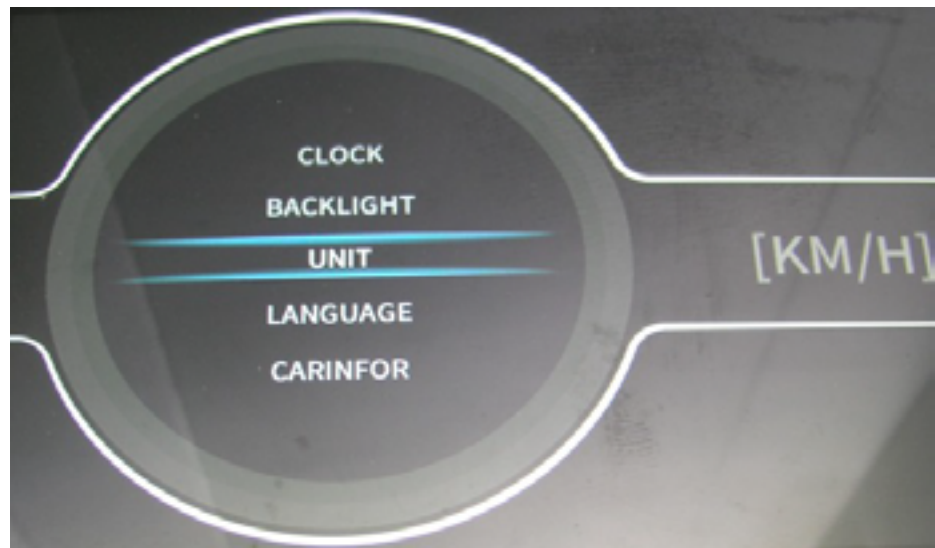 CLOCK
BACKLIGHT
UNIT
[KM/H]
LANGUAGE
CARINFOR